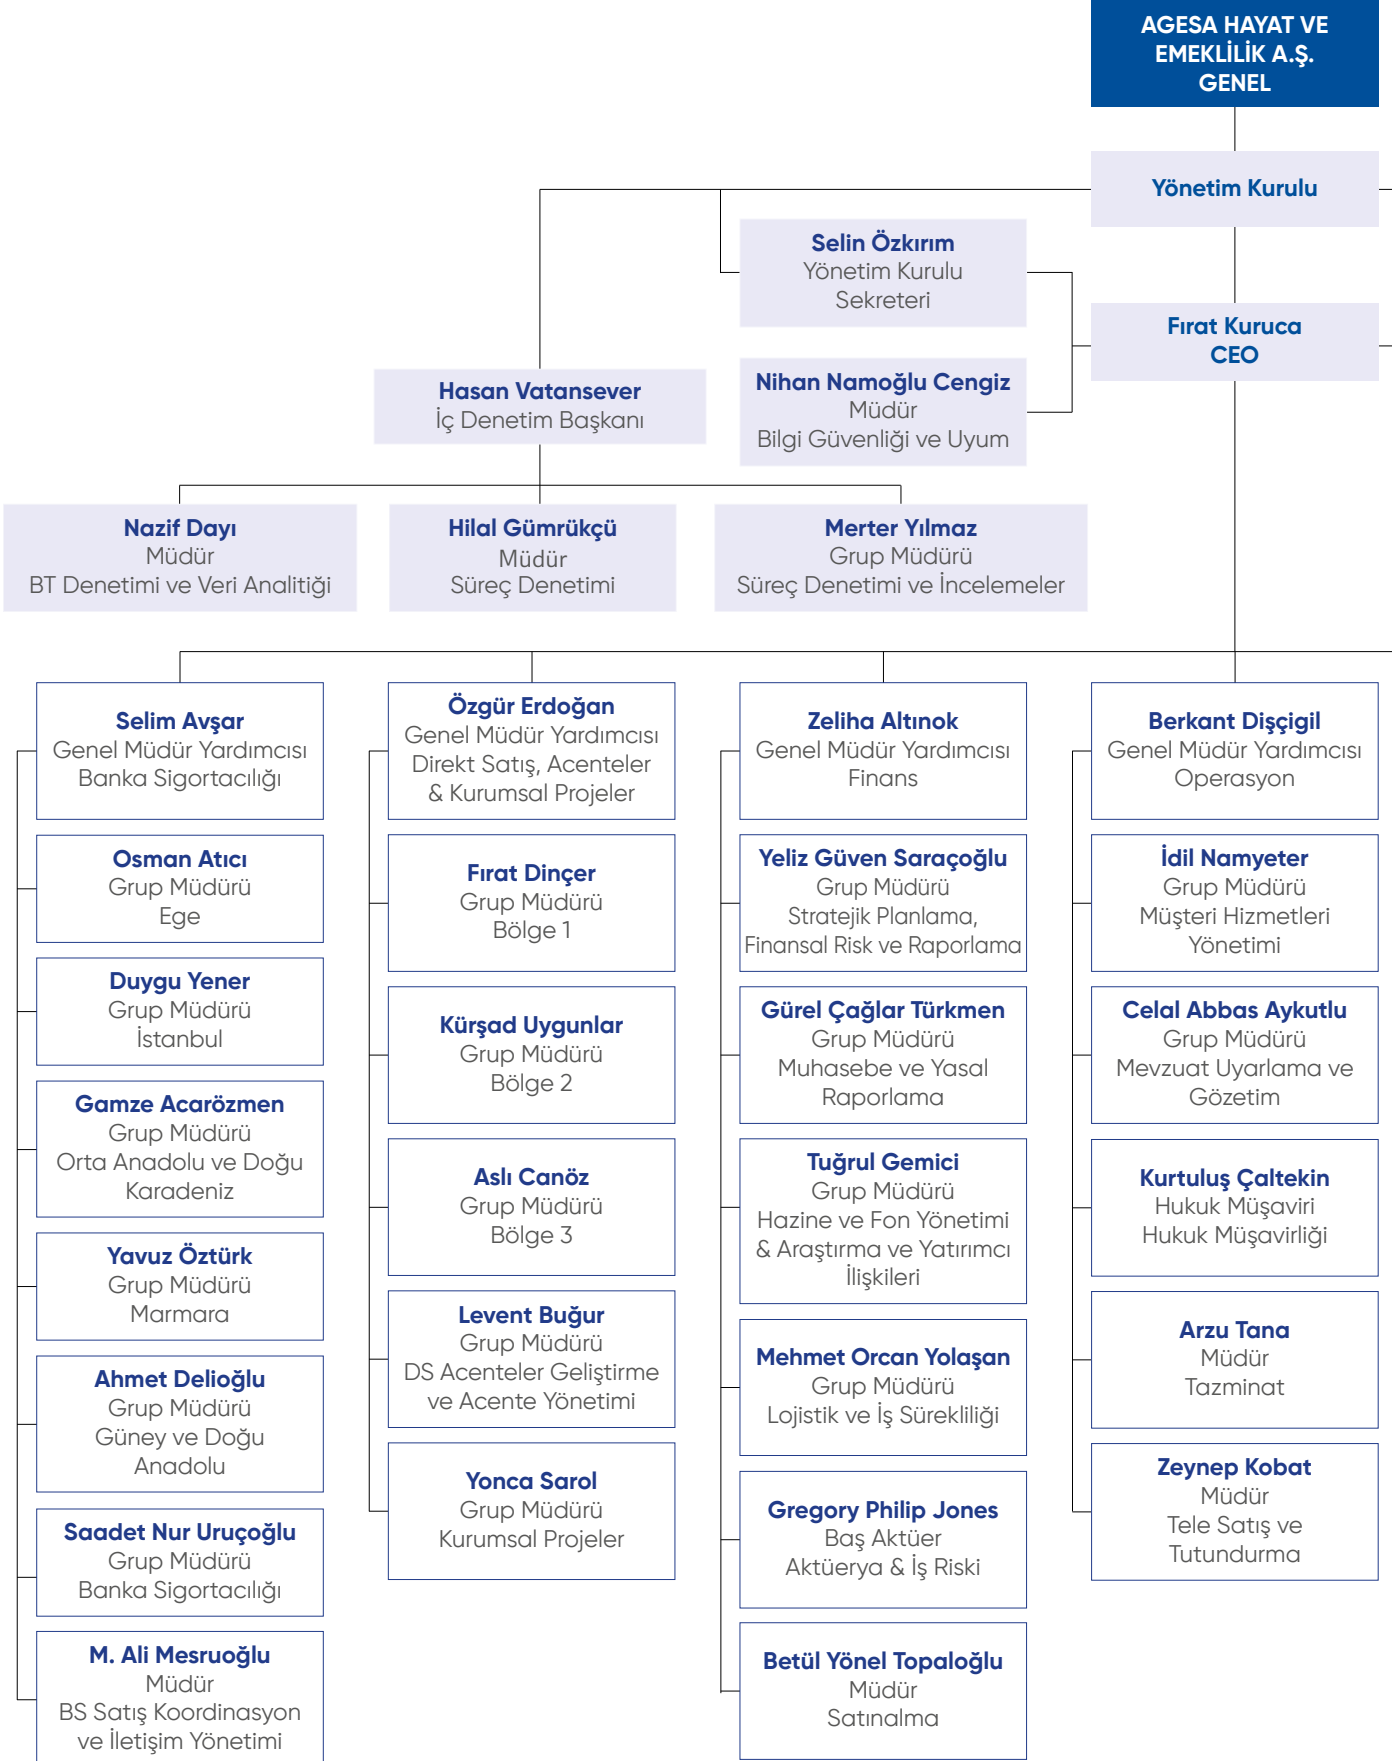 AGESA HAYAT VE
EMEKLİLİK A.Ş.
GENEL
Yönetim Kurulu
Selin Özkırım
Yönetim Kurulu
Sekreteri
Fırat Kuruca
CEO
Nihan Namoğlu Cengiz
Müdür
Bilgi Güvenliği ve Uyum
Hasan Vatansever
İç Denetim Başkanı
Nazif Dayı
Müdür
BT Denetimi ve Veri Analitiği
Hilal Gümrükçü
Müdür
Süreç Denetimi
Merter Yılmaz
Grup Müdürü
Süreç Denetimi ve İncelemeler
Selim Avşar
Genel Müdür Yardımcısı
Banka Sigortacılığı
Osman Atıcı
Grup Müdürü
Ege
Duygu Yener
Grup Müdürü
İstanbul
Gamze Acarözmen
Grup Müdürü
Orta Anadolu ve Doğu
Karadeniz
Yavuz Öztürk
Grup Müdürü
Marmara
Ahmet Delioğlu
Grup Müdürü
Güney ve Doğu
Anadolu
Saadet Nur Uruçoğlu
Grup Müdürü
Banka Sigortacılığı
M. Ali Mesruoğlu
Müdür
BS Satış Koordinasyon
ve İletişim Yönetimi
Özgür Erdoğan
Genel Müdür Yardımcısı
Direkt Satış, Acenteler
& Kurumsal Projeler
Fırat Dinçer
Grup Müdürü
Bölge 1
Kürşad Uygunlar
Grup Müdürü
Bölge 2
Aslı Canöz
Grup Müdürü
Bölge 3
Levent Buğur
Grup Müdürü
DS Acenteler Geliştirme
ve Acente Yönetimi
Yonca Sarol
Grup Müdürü
Kurumsal Projeler
Zeliha Altınok
Genel Müdür Yardımcısı
Finans
Yeliz Güven Saraçoğlu
Grup Müdürü
Stratejik Planlama,
Finansal Risk ve Raporlama
Gürel Çağlar Türkmen
Grup Müdürü
Muhasebe ve Yasal
Raporlama
Tuğrul Gemici
Grup Müdürü
Hazine ve Fon Yönetimi
& Araştırma ve Yatırımcı
İlişkileri
Mehmet Orcan Yolaşan
Grup Müdürü
Lojistik ve İş Sürekliliği
Gregory Philip Jones
Baş Aktüer
Aktüerya & İş Riski
Betül Yönel Topaloğlu
Müdür
Satınalma
Berkant Dişçigil
Genel Müdür Yardımcısı
Operasyon
İdil Namyeter
Grup Müdürü
Müşteri Hizmetleri
Yönetimi
Celal Abbas Aykutlu
Grup Müdürü
Mevzuat Uyarlama ve
Gözetim
Kurtuluş Çaltekin
Hukuk Müşaviri
Hukuk Müşavirliği
Arzu Tana
Müdür
Tazminat
Zeynep Kobat
Müdür
Tele Satış ve
Tutundurma